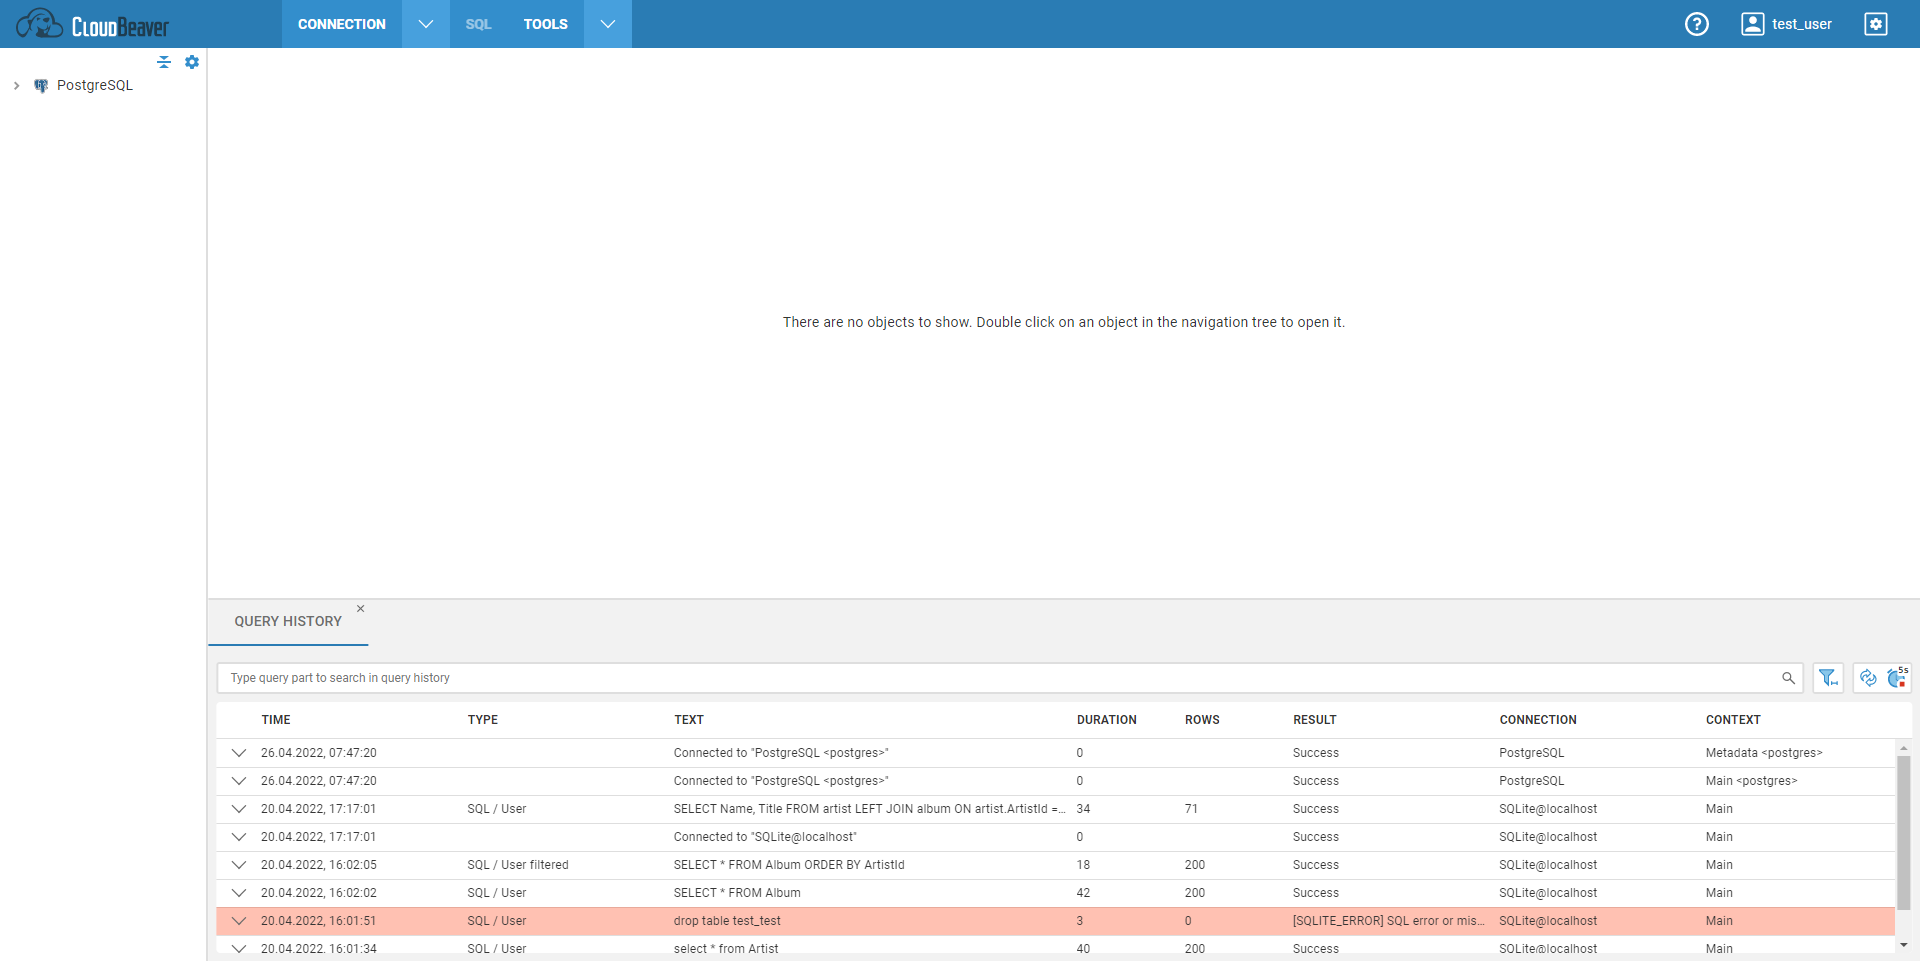 CloudBeaver CONNECTION SQL TOOLS test_user
PostgreSQL
There are no objects to show. Double click on an object in the navigation tree to open it.
QUERY HISTORY
Type query part to search in query history 5s
TIME TYPE TEXT DURATION ROWS RESULT CONNECTION CONTEXT
26.04.2022, 07:47:20 Connected to "PostgreSQL <postgres>" 0 Success PostgreSQL Metadata <postgres>
26.04.2022, 07:47:20 Connected to "PostgreSQL <postgres>" 0 Success PostgreSQL Main <postgres>
20.04.2022, 17:17:01 SQL / User SELECT Name, Title FROM artist LEFT JOIN album ON artist.ArtistId =... 34 71 Success SQLite@localhost Main
20.04.2022, 17:17:01 Connected to "SQLite@localhost" 0 Success SQLite@localhost Main
20.04.2022, 16:02:05 SQL / User filtered SELECT * FROM Album ORDER BY ArtistId 18 200 Success SQLite@localhost Main
20.04.2022, 16:02:02 SQL / User SELECT * FROM Album 42 200 Success SQLite@localhost Main
20.04.2022, 16:01:51 SQL / User drop table test_test 3 0 [SQLITE_ERROR] SQL error or mis... SQLite@localhost Main
20.04.2022, 16:01:34 SQL / User select * from Artist 40 200 Success SQLite@localhost Main